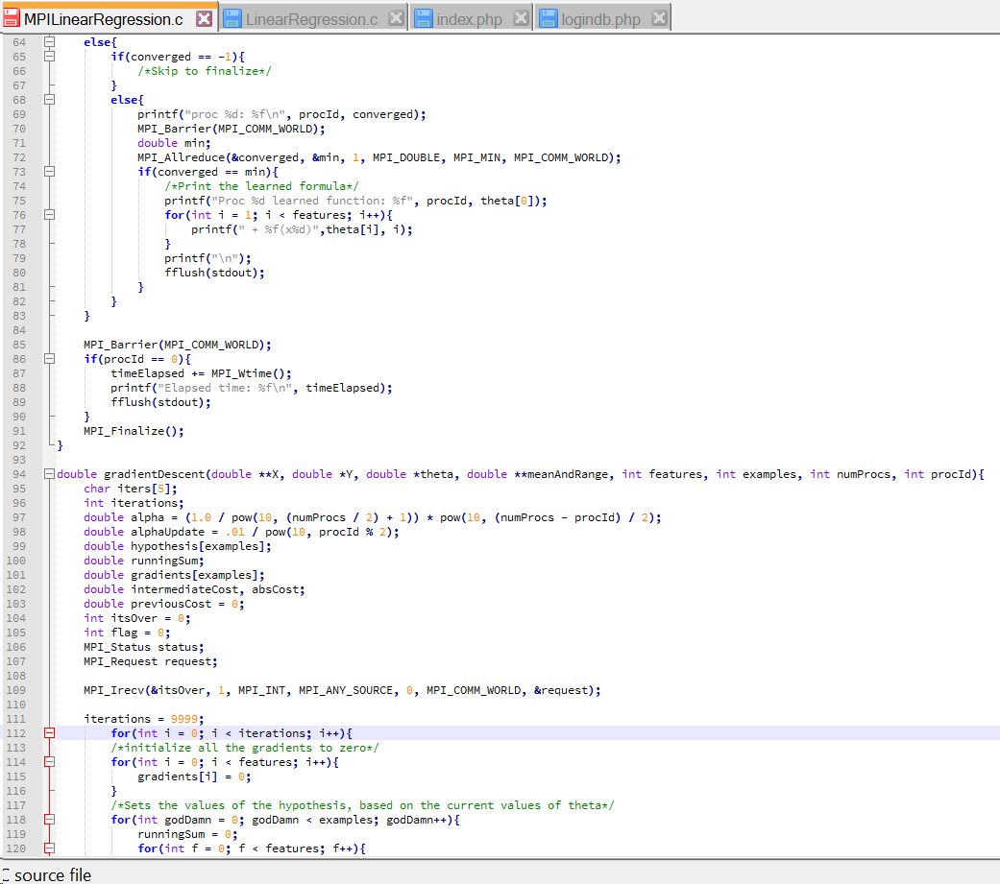 MPILinearRegression.c LinearRegression.c index.php logindb.php
64 else{
65 if(converged == -1){
66 /*Skip to finalize*/
67 }
68 else{
69 printf("proc %d: %f\n", procId, converged);
70 MPI_Barrier(MPI_COMM_WORLD);
71 double min;
72 MPI_Allreduce(&converged, &min, 1, MPI_DOUBLE, MPI_MIN, MPI_COMM_WORLD);
73 if(converged == min){
74 /*Print the learned formula*/
75 printf("Proc %d learned function: %f", procId, theta[0]);
76 for(int i = 1; i < features; i++){
77 printf(" + %f(x%d)",theta[i], i);
78 }
79 printf("\n");
80 fflush(stdout);
81 }
82 }
83 }
84
85 MPI_Barrier(MPI_COMM_WORLD);
86 if(procId == 0){
87 timeElapsed += MPI_Wtime();
88 printf("Elapsed time: %f\n", timeElapsed);
89 fflush(stdout);
90 }
91 MPI_Finalize();
92 }
93
94 double gradientDescent(double **X, double *Y, double *theta, double **meanAndRange, int features, int examples, int numProcs, int procId){
95 char iters[5];
96 int iterations;
97 double alpha = (1.0 / pow(10, (numProcs / 2) + 1)) * pow(10, (numProcs - procId) / 2);
98 double alphaUpdate = .01 / pow(10, procId % 2);
99 double hypothesis[examples];
100 double runningSum;
101 double gradients[examples];
102 double intermediateCost, absCost;
103 double previousCost = 0;
104 int itsOver = 0;
105 int flag = 0;
106 MPI_Status status;
107 MPI_Request request;
108
109 MPI_Irecv(&itsOver, 1, MPI_INT, MPI_ANY_SOURCE, 0, MPI_COMM_WORLD, &request);
110
111 iterations = 9999;
112 for(int i = 0; i < iterations; i++){
113 /*initialize all the gradients to zero*/
114 for(int i = 0; i < features; i++){
115 gradients[i] = 0;
116 }
117 /*Sets the values of the hypothesis, based on the current values of theta*/
118 for(int godDamn = 0; godDamn < examples; godDamn++){
119 runningSum = 0;
120 for(int f = 0; f < features; f++){
C source file